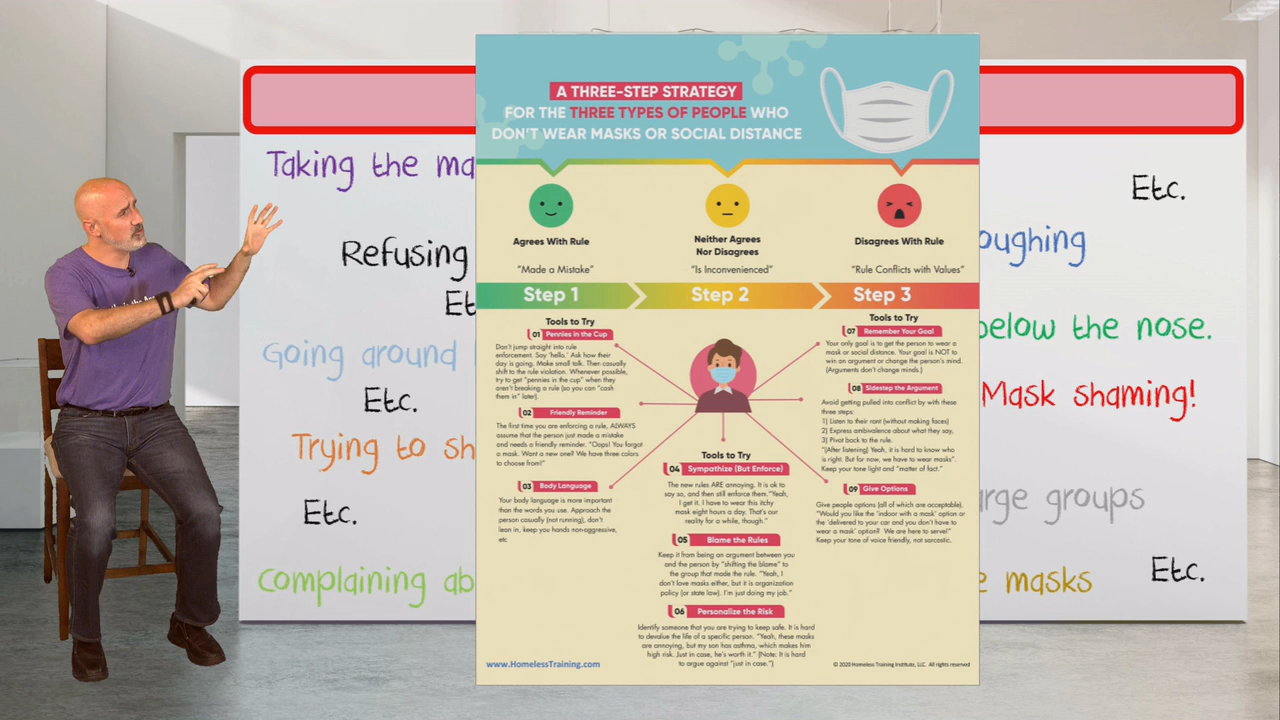 Taking the ma
Refusing
Et
Going around
Etc.
Trying to sh
Etc.
Complaining ab
A THREE-STEP STRATEGY
FOR THE THREE TYPES OF PEOPLE WHO
DON'T WEAR MASKS OR SOCIAL DISTANCE
Agrees With Rule
"Made a Mistake"
Neither Agrees
Nor Disagrees
"Is Inconvenienced"
Disagrees With Rule
"Rule Conflicts with Values"
Step 1
Step 2
Step 3
Tools to Try
01 Pennies in the Cup
Don't jump straight into rule
enforcement. Say 'hello.' Ask how their
day is going. Make small talk. Then casually
shift to the rule violation. Whenever possible,
try to get "pennies in the cup" when they
aren't breaking a rule (so you can "cash
them in" later).
02 Friendly Reminder
The first time you are enforcing a rule, ALWAYS
assume that the person just made a mistake
and needs a friendly reminder. "Oops! You forgot
a mask. Want a new one? We have three colors
to choose from!"
03 Body Language
Your body language is more important
than the words you use. Approach the
person casually (not running), don't
lean in, keep you hands non-aggressive,
etc
Tools to Try
04 Sympathize (But Enforce)
The new rules ARE annoying. It is ok to
say so, and then still enforce them. "Yeah,
I get it. I have to wear this itchy
mask eight hours a day. That's our
reality for a while, though."
05 Blame the Rules
Keep it from being an argument between you
and the person by "shifting the blame" to
the group that made the rule. "Yeah, I
don't love masks either, but it is organization
policy (or state law). I'm just doing my job."
06 Personalize the Risk
Identify someone that you are trying to keep safe. It is hard
to devalue the life of a specific person. "Yeah, these masks
are annoying, but my son has asthma, which makes him
high risk. Just in case, he's worth it." (Note: It is hard
to argue against "just in case.")
Tools to Try
07 Remember Your Goal
Your only goal is to get the person to wear a
mask or social distance. Your goal is NOT to
win an argument or change the person's mind.
(Arguments don't change minds.)
08 Sidestep the Argument
Avoid getting pulled into conflict by with these
three steps:
1) Listen to their rant (without making faces)
2) Express ambivalence about what they say,
3) Pivot back to the rule.
"(After listening) Yeah, it is hard to know who
is right. But for now, we have to wear masks".
Keep your tone light and "matter of fact."
09 Give Options
Give people options (all of which are acceptable).
"Would you like the 'indoor with a mask' option or
the 'delivered to your car and you don't have to
wear a mask' option? We are here to serve!"
Keep your tone of voice friendly, not sarcastic.
www.HomelessTraining.com
© 2020 Homeless Training Institute, LLC. All rights reserved
Etc.
oughing
below the nose.
Mask shaming!
arge groups
Etc.
e masks